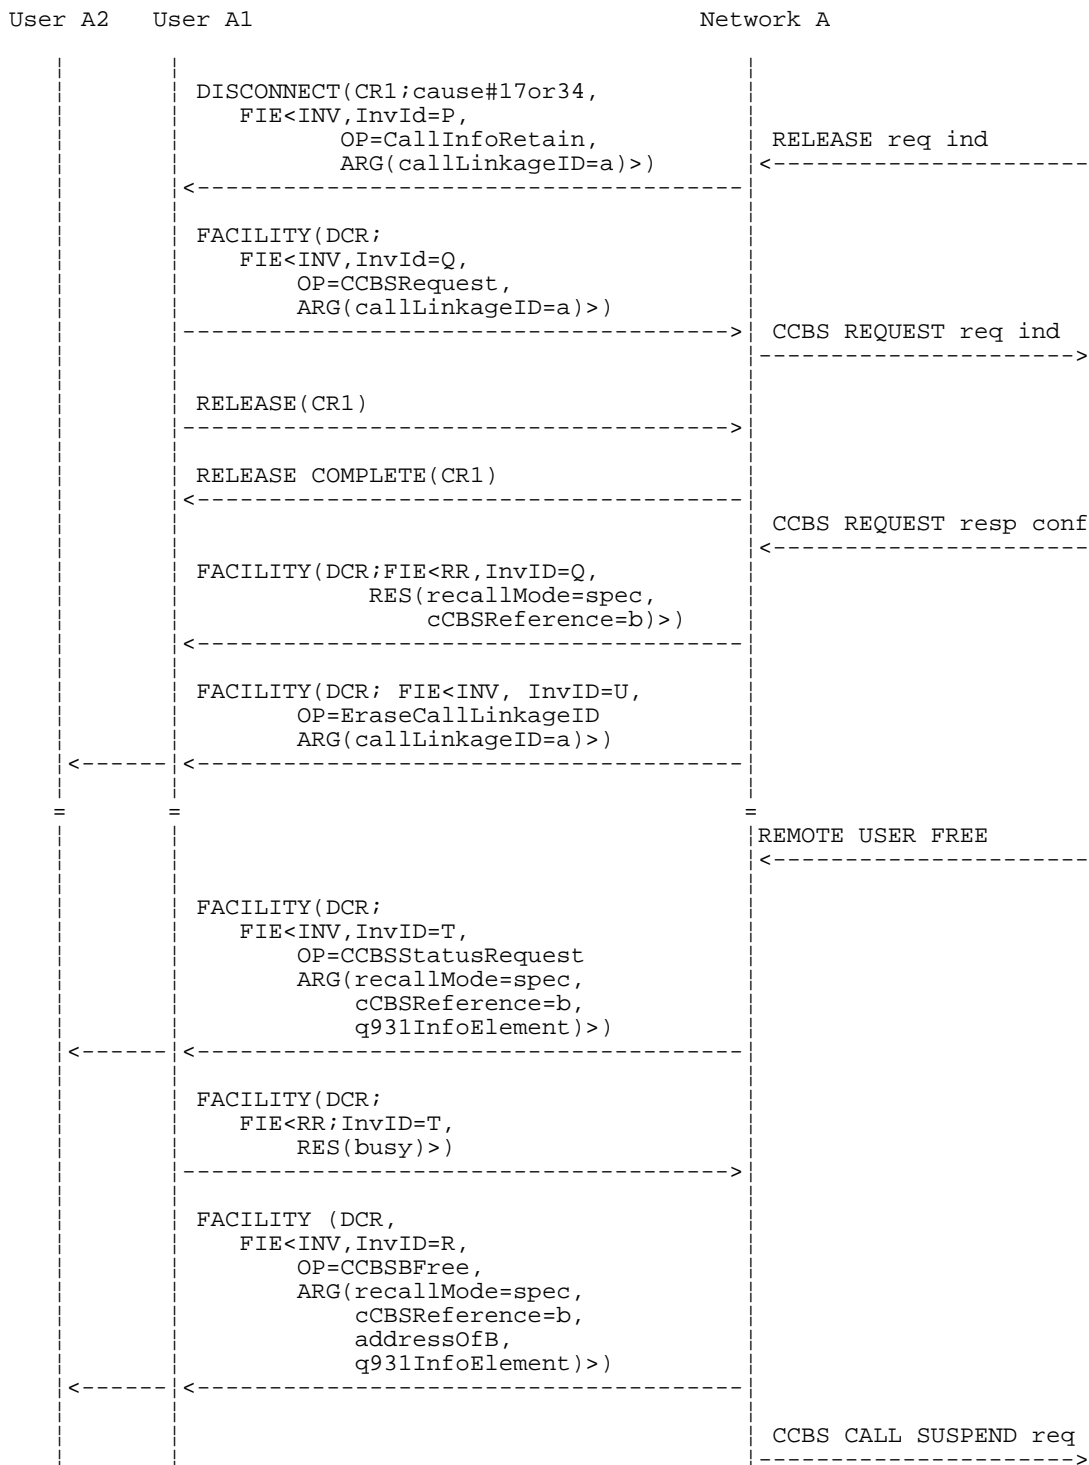 User A2 User A1 Network A
DISCONNECT(CR1;cause#17or34,
FIE<INV,InvId=P,
OP=CallInfoRetain, RELEASE req ind
ARG(callLinkageID=a)>)
FACILITY(DCR;
FIE<INV,InvId=Q,
OP=CCBSRequest,
ARG(callLinkageID=a)>)
CCBS REQUEST req ind
RELEASE(CR1)
RELEASE COMPLETE(CR1)
CCBS REQUEST resp conf
FACILITY(DCR;FIE<RR,InvID=Q,
RES(recallMode=spec,
cCBSReference=b)>)
FACILITY(DCR; FIE<INV, InvID=U,
OP=EraseCallLinkageID
ARG(callLinkageID=a)>)
REMOTE USER FREE
FACILITY(DCR;
FIE<INV,InvID=T,
OP=CCBSStatusRequest
ARG(recallMode=spec,
cCBSReference=b,
q931InfoElement)>)
FACILITY(DCR;
FIE<RR;InvID=T,
RES(busy)>)
FACILITY (DCR,
FIE<INV,InvID=R,
OP=CCBSBFree,
ARG(recallMode=spec,
cCBSReference=b,
addressOfB,
q931InfoElement)>)
CCBS CALL SUSPEND req